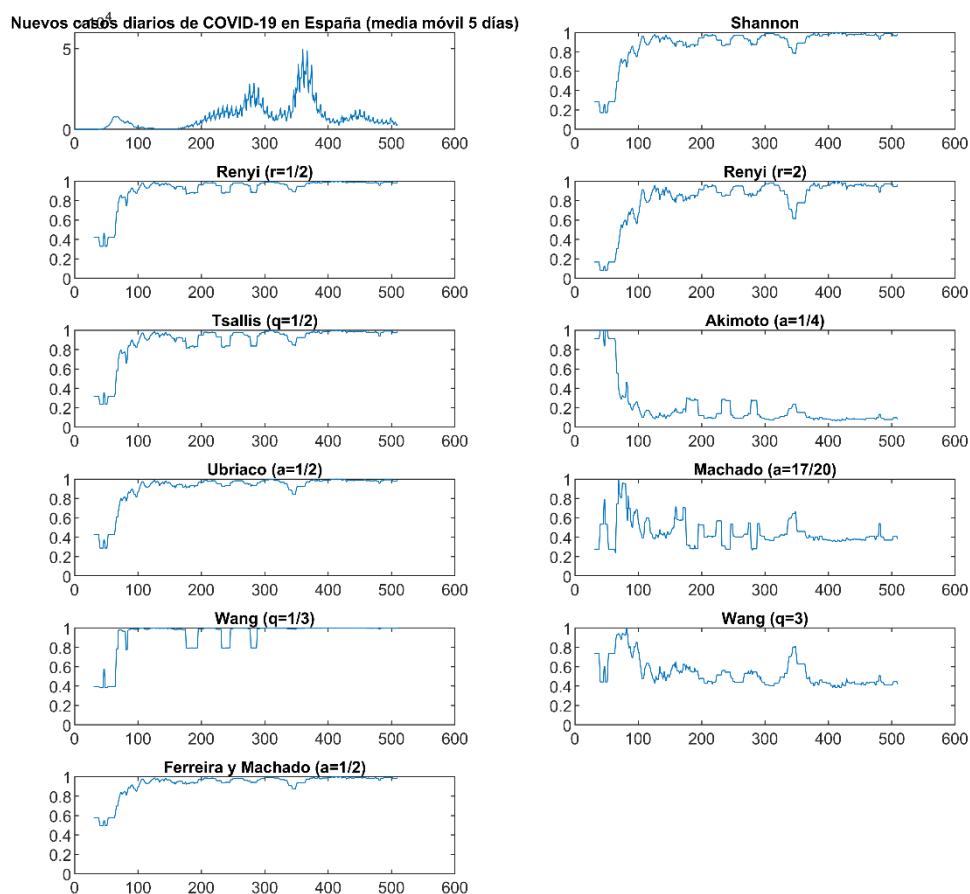 Nuevos casos diarios de COVID-19 en España (media móvil 5 días)
5
0
0 100 200 300 400 500 600
Shannon
1
0.8
0.6
0.4
0.2
0
0 100 200 300 400 500 600
Renyi (r=1/2)
1
0.8
0.6
0.4
0.2
0
0 100 200 300 400 500 600
Renyi (r=2)
1
0.8
0.6
0.4
0.2
0
0 100 200 300 400 500 600
Tsallis (q=1/2)
1
0.8
0.6
0.4
0.2
0
0 100 200 300 400 500 600
Akimoto (a=1/4)
1
0.8
0.6
0.4
0.2
0
0 100 200 300 400 500 600
Ubriaco (a=1/2)
1
0.8
0.6
0.4
0.2
0
0 100 200 300 400 500 600
Machado (a=17/20)
1
0.8
0.6
0.4
0.2
0
0 100 200 300 400 500 600
Wang (q=1/3)
1
0.8
0.6
0.4
0.2
0
0 100 200 300 400 500 600
Wang (q=3)
1
0.8
0.6
0.4
0.2
0
0 100 200 300 400 500 600
Ferreira y Machado (a=1/2)
1
0.8
0.6
0.4
0.2
0
0 100 200 300 400 500 600